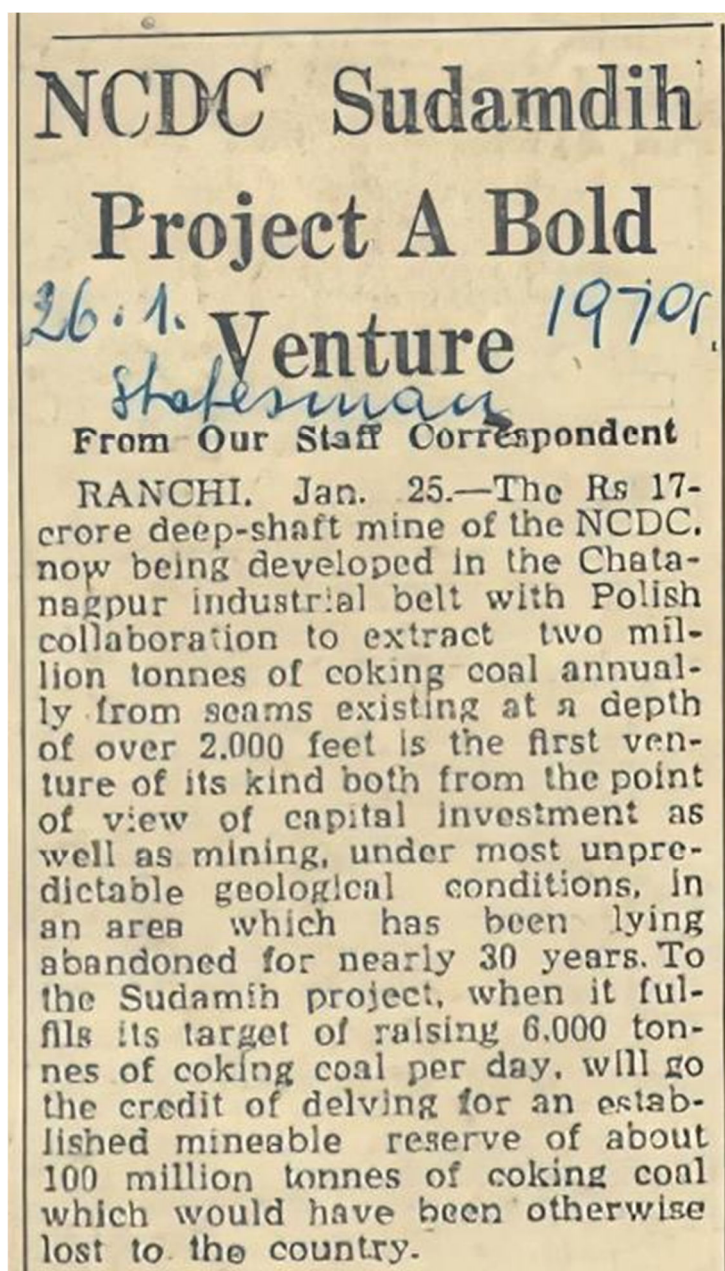 NCDC Sudamdih
Project A Bold
26.1. Venture 1970
Statesman
From Our Staff Correspondent
RANCHI, Jan. 25.—The Rs 17-
crore deep-shaft mine of the NCDC,
now being developed in the Chata-
nagpur industrial belt with Polish
collaboration to extract two mil-
lion tonnes of coking coal annual-
ly from seams existing at a depth
of over 2,000 feet is the first ven-
ture of its kind both from the point
of view of capital investment as
well as mining, under most unpre-
dictable geological conditions, in
an area which has been lying
abandoned for nearly 30 years. To
the Sudamih project, when it ful-
fils its target of raising 6,000 ton-
nes of coking coal per day, will go
the credit of delving for an estab-
lished mineable reserve of about
100 million tonnes of coking coal
which would have been otherwise
lost to the country.